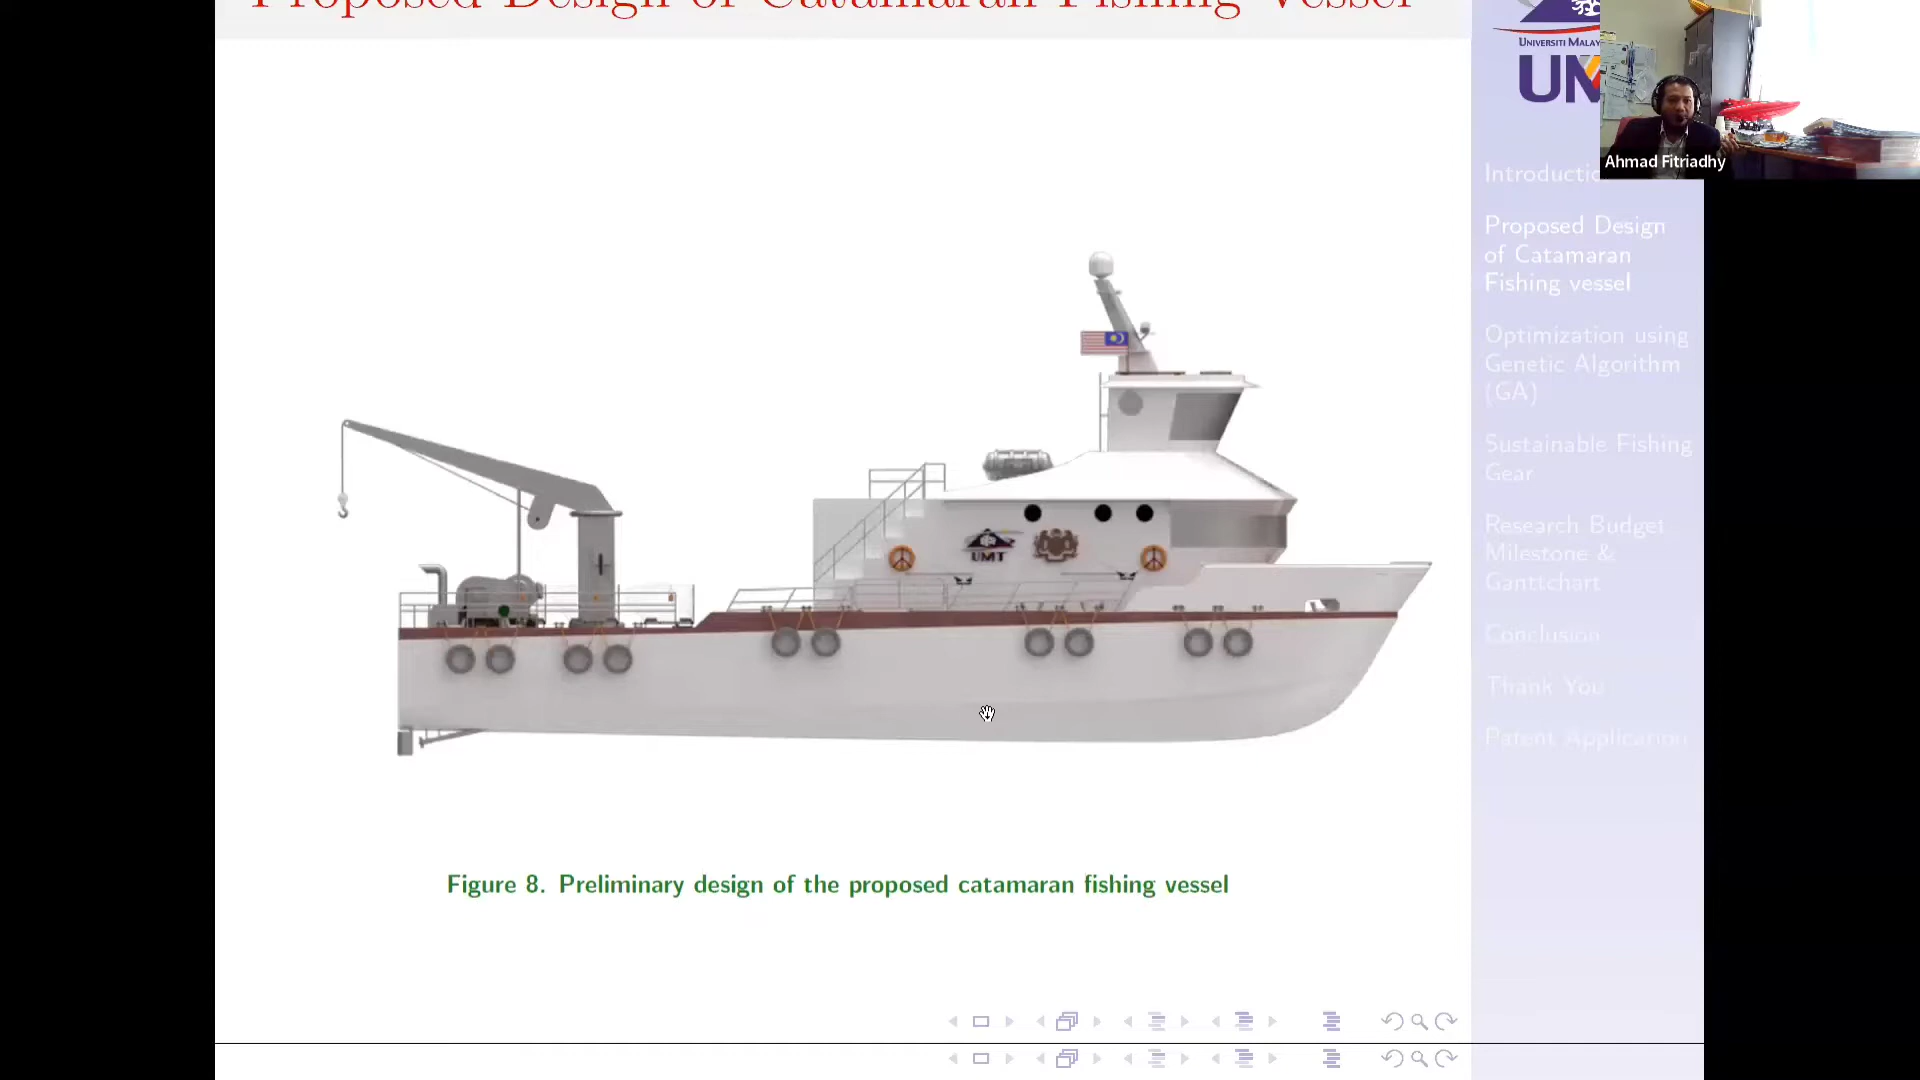 Proposed Design of Catamaran Fishing Vessel
UNIVERSITI MALAY
UM
Ahmad Fitriadhy
Introductio
Proposed Design
of Catamaran
Fishing vessel
Optimization using
Genetic Algorithm
(GA)
Sustainable Fishing
Gear
Research Budget
Milestone &
Ganttchart
Conclusion
Thank You
Patent Application
UMT
Figure 8. Preliminary design of the proposed catamaran fishing vessel